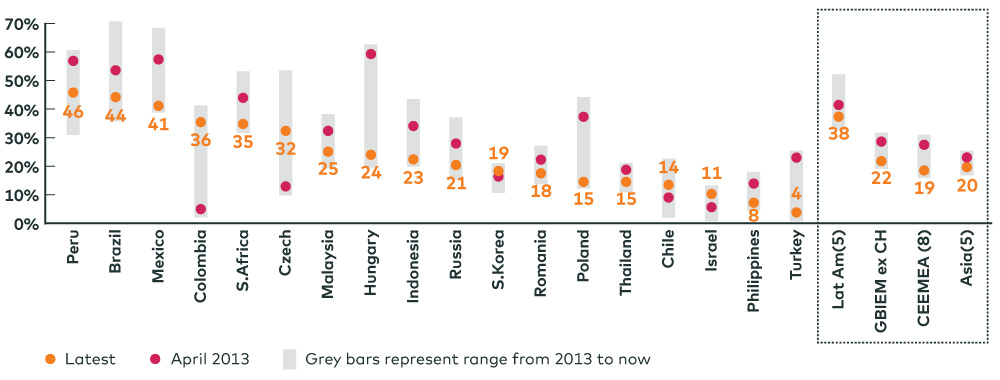 70%
60%
50%
40%
30%
20%
10%
0%
46
44
41
36
35
32
25
24
23
21
19
18
15
15
14
11
8
4
38
22
19
20
Peru
Brazil
Mexico
Colombia
S.Africa
Czech
Malaysia
Hungary
Indonesia
Russia
S.Korea
Romania
Poland
Thailand
Chile
Israel
Philippines
Turkey
Lat Am(5)
GBIEM ex CH
CEEMEA (8)
Asia(5)
Latest
April 2013
Grey bars represent range from 2013 to now